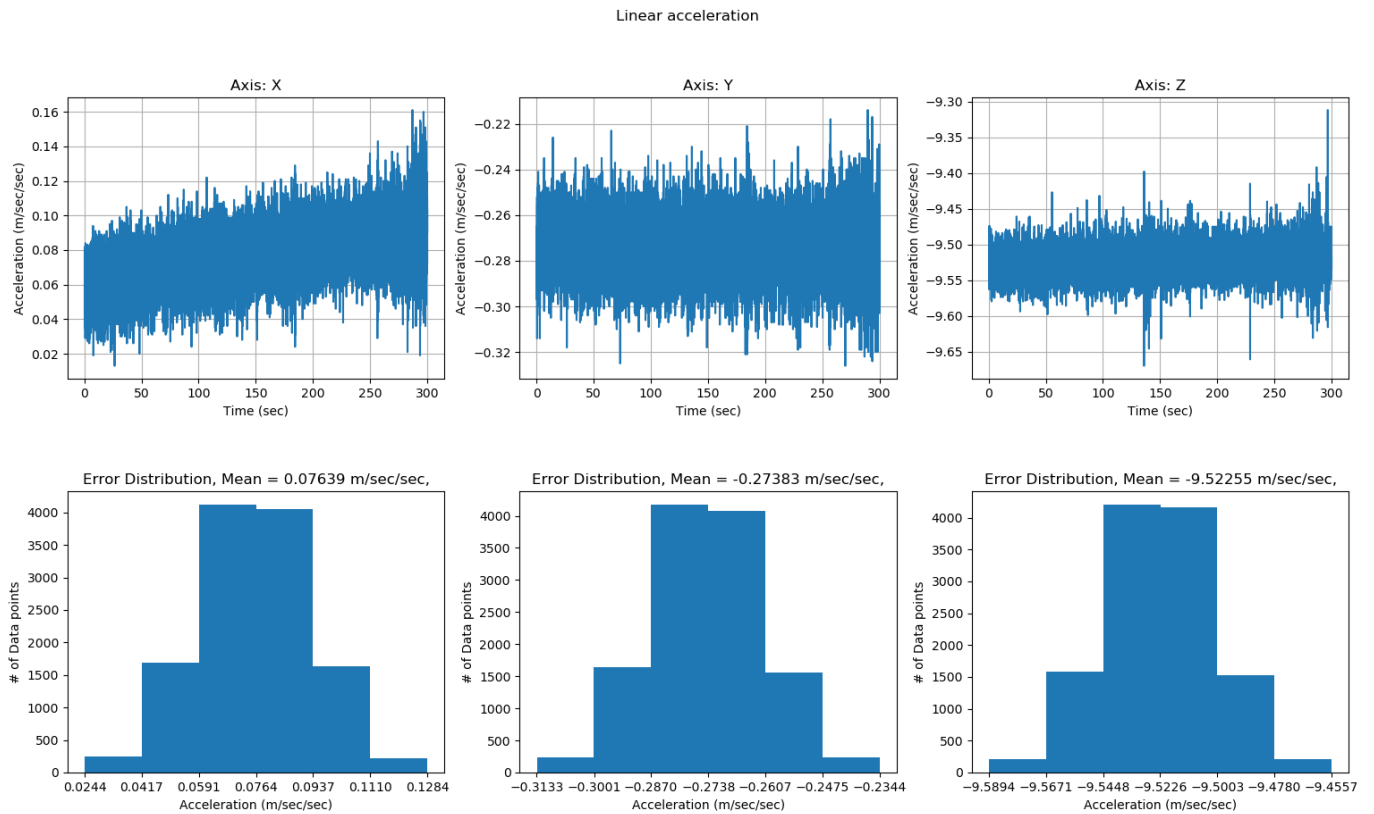 Linear acceleration
Axis: X
Acceleration (m/sec/sec)
0.16
0.14
0.12
0.10
0.08
0.06
0.04
0.02
0 50 100 150 200 250 300
Time (sec)
Axis: Y
Acceleration (m/sec/sec)
−0.22
−0.24
−0.26
−0.28
−0.30
−0.32
0 50 100 150 200 250 300
Time (sec)
Axis: Z
Acceleration (m/sec/sec)
−9.30
−9.35
−9.40
−9.45
−9.50
−9.55
−9.60
−9.65
0 50 100 150 200 250 300
Time (sec)
Error Distribution, Mean = 0.07639 m/sec/sec,
# of Data points
4000
3500
3000
2500
2000
1500
1000
500
0
0.0244 0.0417 0.0591 0.0764 0.0937 0.1110 0.1284
Acceleration (m/sec/sec)
Error Distribution, Mean = -0.27383 m/sec/sec,
# of Data points
4000
3500
3000
2500
2000
1500
1000
500
0
−0.3133 −0.3001 −0.2870 −0.2738 −0.2607 −0.2475 −0.2344
Acceleration (m/sec/sec)
Error Distribution, Mean = -9.52255 m/sec/sec,
# of Data points
4000
3500
3000
2500
2000
1500
1000
500
0
−9.5894 −9.5671 −9.5448 −9.5226 −9.5003 −9.4780 −9.4557
Acceleration (m/sec/sec)